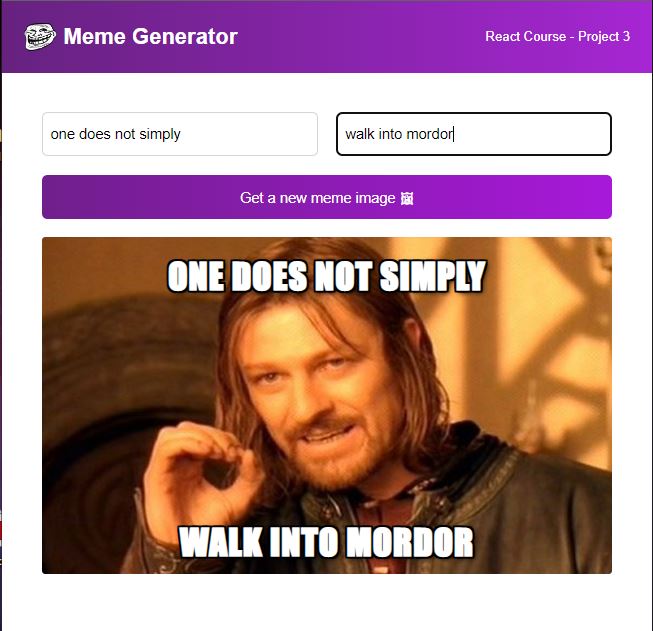 Meme Generator
React Course - Project 3
one does not simply
walk into mordor
Get a new meme image 🖼
ONE DOES NOT SIMPLY
WALK INTO MORDOR